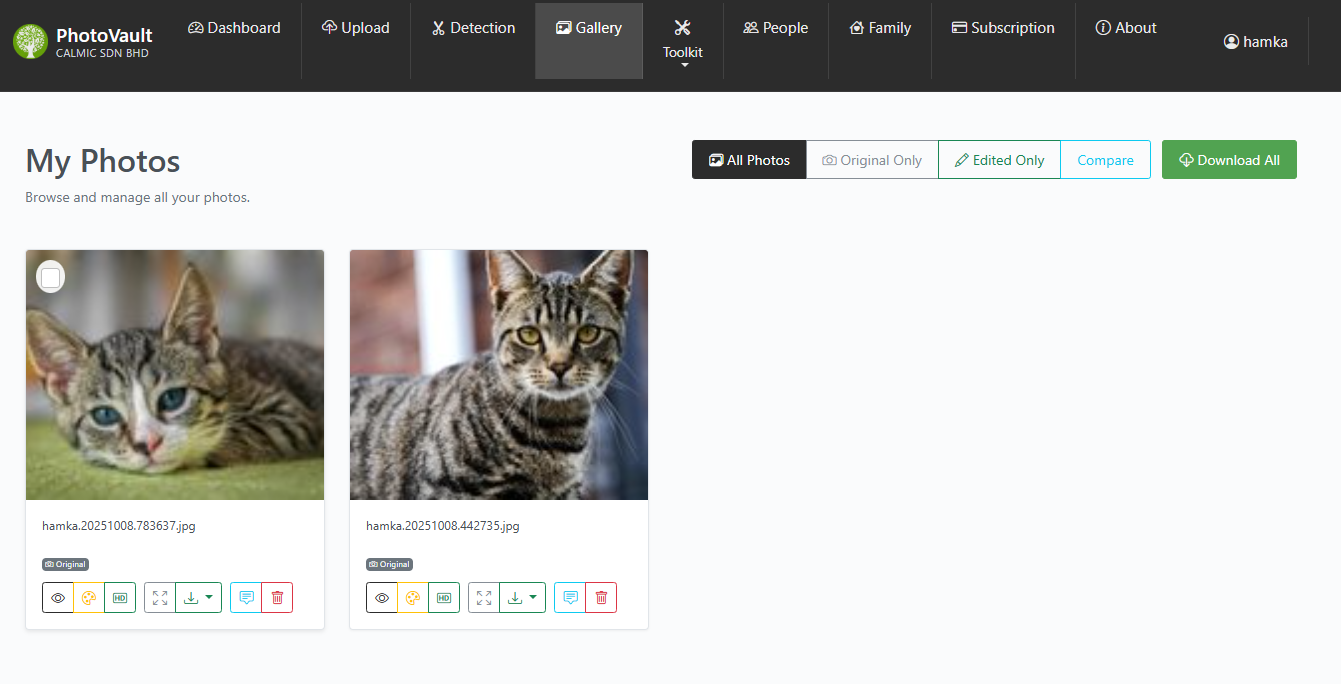 PhotoVault
CALMIC SDN BHD
Dashboard
Upload
Detection
Gallery
Toolkit
People
Family
Subscription
About
hamka
My Photos
Browse and manage all your photos.
All Photos
Original Only
Edited Only
Compare
Download All
hamka.20251008.783637.jpg
Original
HD
hamka.20251008.442735.jpg
Original
HD